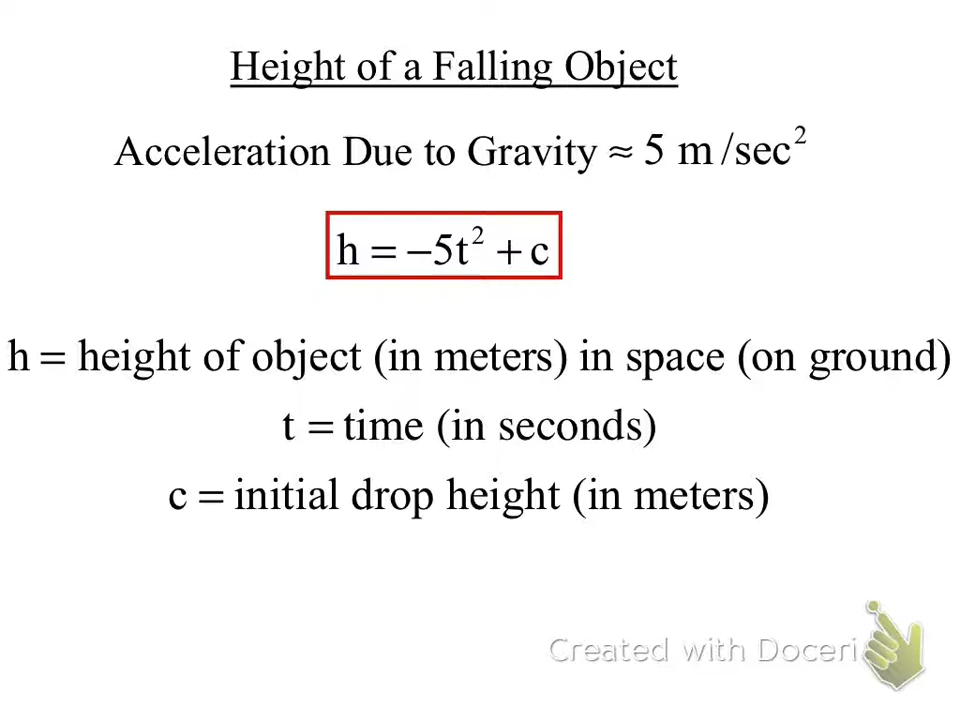 Height of a Falling Object
Acceleration Due to Gravity ≈ 5 m/sec²
h = −5t² + c
h = height of object (in meters) in space (on ground)
t = time (in seconds)
c = initial drop height (in meters)
Created with Doceri